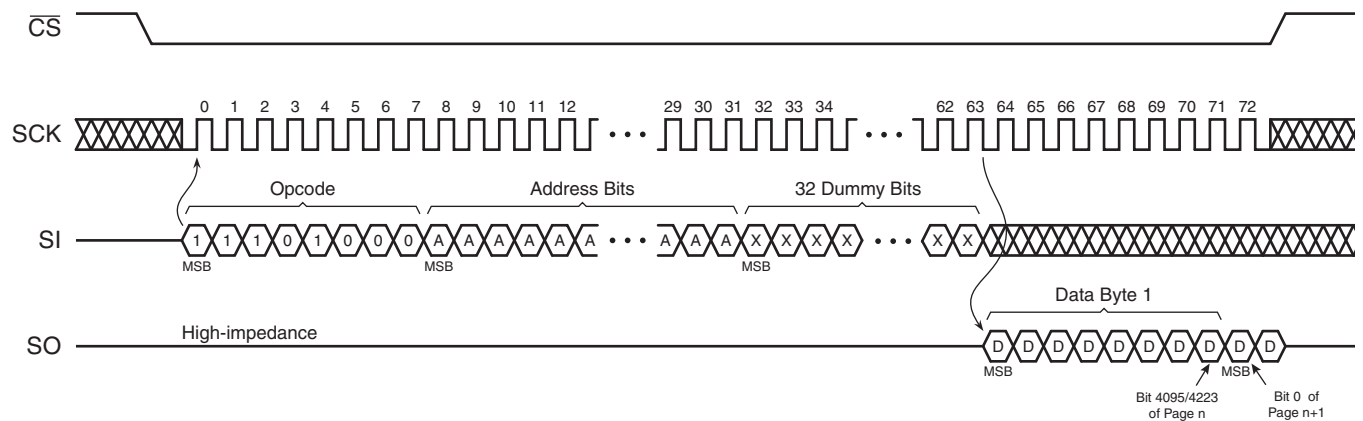 CS
0 1 2 3 4 5 6 7 8 9 10 11 12 29 30 31 32 33 34 62 63 64 65 66 67 68 69 70 71 72
SCK
Opcode Address Bits 32 Dummy Bits
SI 1 1 1 0 1 0 0 0 A A A A A A A A A X X X X X X
MSB MSB MSB
Data Byte 1
High-impedance
SO D D D D D D D D D D
MSB MSB
Bit 4095/4223
of Page n
Bit 0 of
Page n+1